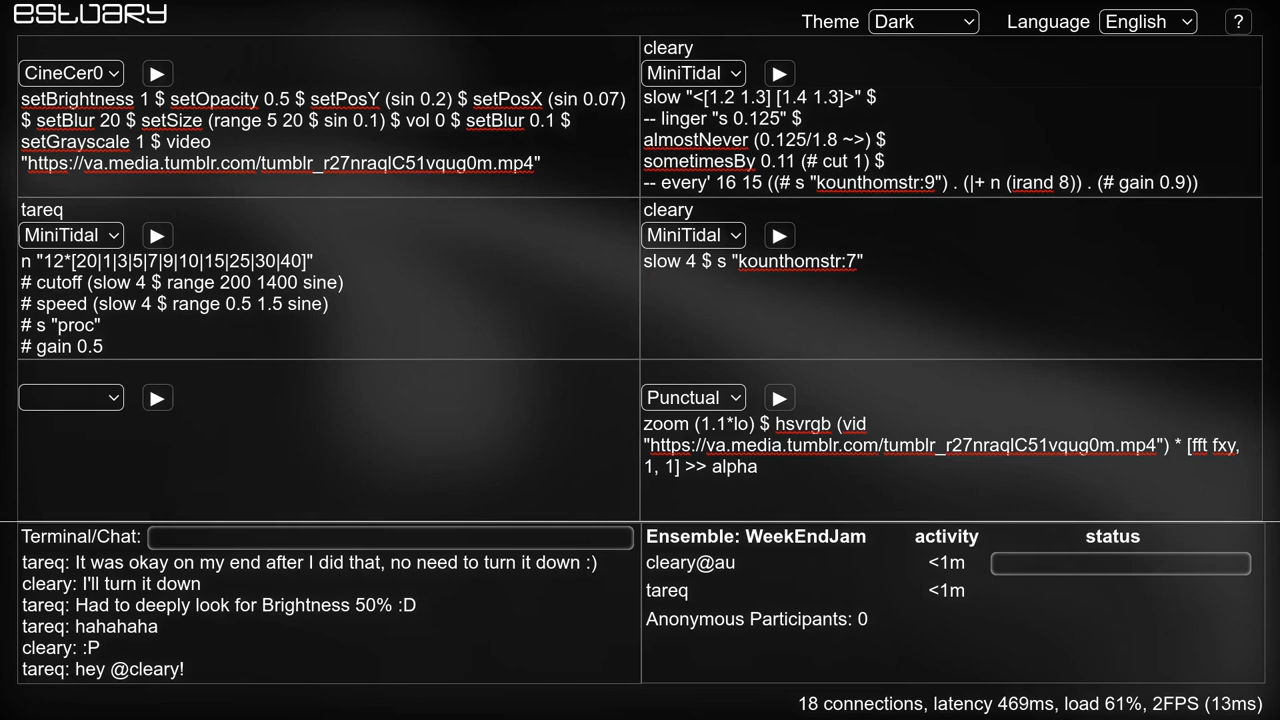 estuary
Theme Dark Language English ?
CineCer0 ▶
setBrightness 1 $ setOpacity 0.5 $ setPosY (sin 0.2) $ setPosX (sin 0.07)
$ setBlur 20 $ setSize (range 5 20 $ sin 0.1) $ vol 0 $ setBlur 0.1 $
setGrayscale 1 $ video
"https://va.media.tumblr.com/tumblr_r27nraqlC51vqug0m.mp4"
cleary
MiniTidal ▶
slow "<[1.2 1.3] [1.4 1.3]>" $
-- linger "s 0.125" $
almostNever (0.125/1.8 ~>) $
sometimesBy 0.11 (# cut 1) $
-- every' 16 15 ((# s "kounthomstr:9") . (|+ n (irand 8)) . (# gain 0.9))
tareq
MiniTidal ▶
n "12*[20|1|3|5|7|9|10|15|25|30|40]"
# cutoff (slow 4 $ range 200 1400 sine)
# speed (slow 4 $ range 0.5 1.5 sine)
# s "proc"
# gain 0.5
cleary
MiniTidal ▶
slow 4 $ s "kounthomstr:7"
▶
Punctual ▶
zoom (1.1*lo) $ hsvrgb (vid
"https://va.media.tumblr.com/tumblr_r27nraqlC51vqug0m.mp4") * [fft fxy,
1, 1] >> alpha
Terminal/Chat:
tareq: It was okay on my end after I did that, no need to turn it down :)
cleary: I'll turn it down
tareq: Had to deeply look for Brightness 50% :D
tareq: hahahaha
cleary: :P
tareq: hey @cleary!
Ensemble: WeekEndJam activity status
cleary@au <1m
tareq <1m
Anonymous Participants: 0
18 connections, latency 469ms, load 61%, 2FPS (13ms)